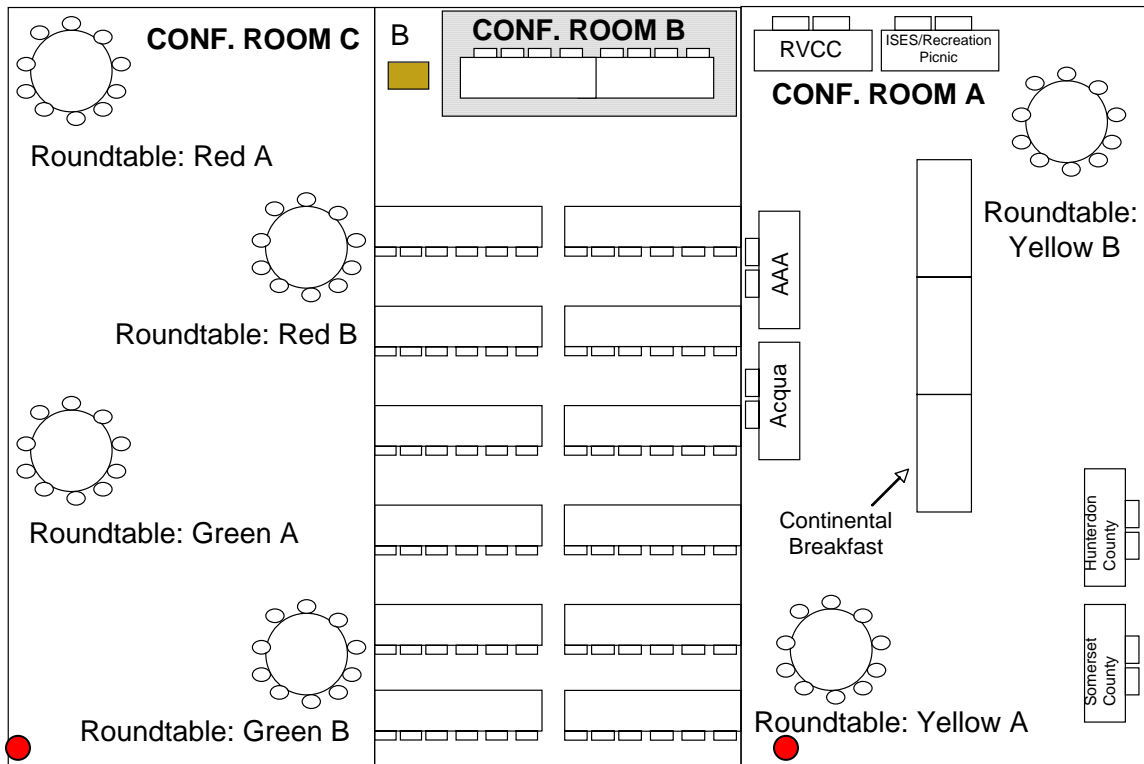 CONF. ROOM C
Roundtable: Red A
Roundtable: Red B
Roundtable: Green A
Roundtable: Green B
B
CONF. ROOM B
RVCC
ISES/Recreation
Picnic
CONF. ROOM A
Roundtable:
Yellow B
AAA
Acqua
Continental
Breakfast
Hunterdon
County
Somerset
County
Roundtable: Yellow A